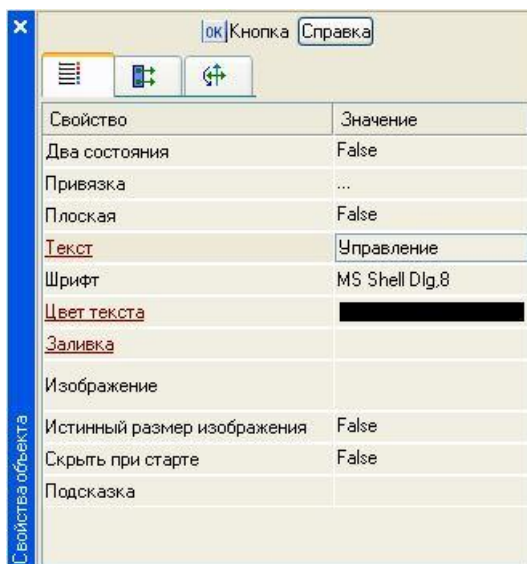 ок Кнопка Справка
Свойство Значение
Два состояния False
Привязка ...
Плоская False
Текст Управление
Шрифт MS Shell Dlg,8
Цвет текста
Заливка
Изображение
Истинный размер изображения False
Скрыть при старте False
Подсказка
Свойства объекта